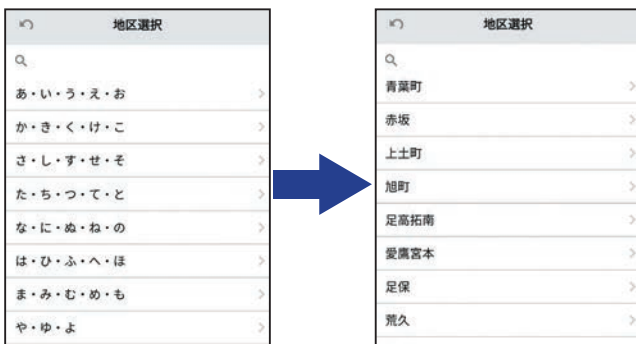 地区選択
あ・い・う・え・お
か・き・く・け・こ
さ・し・す・せ・そ
た・ち・つ・て・と
な・に・ぬ・ね・の
は・ひ・ふ・へ・ほ
ま・み・む・め・も
や・ゆ・よ
地区選択
青葉町
赤坂
上土町
旭町
足高拓南
愛鷹宮本
足保
荒久